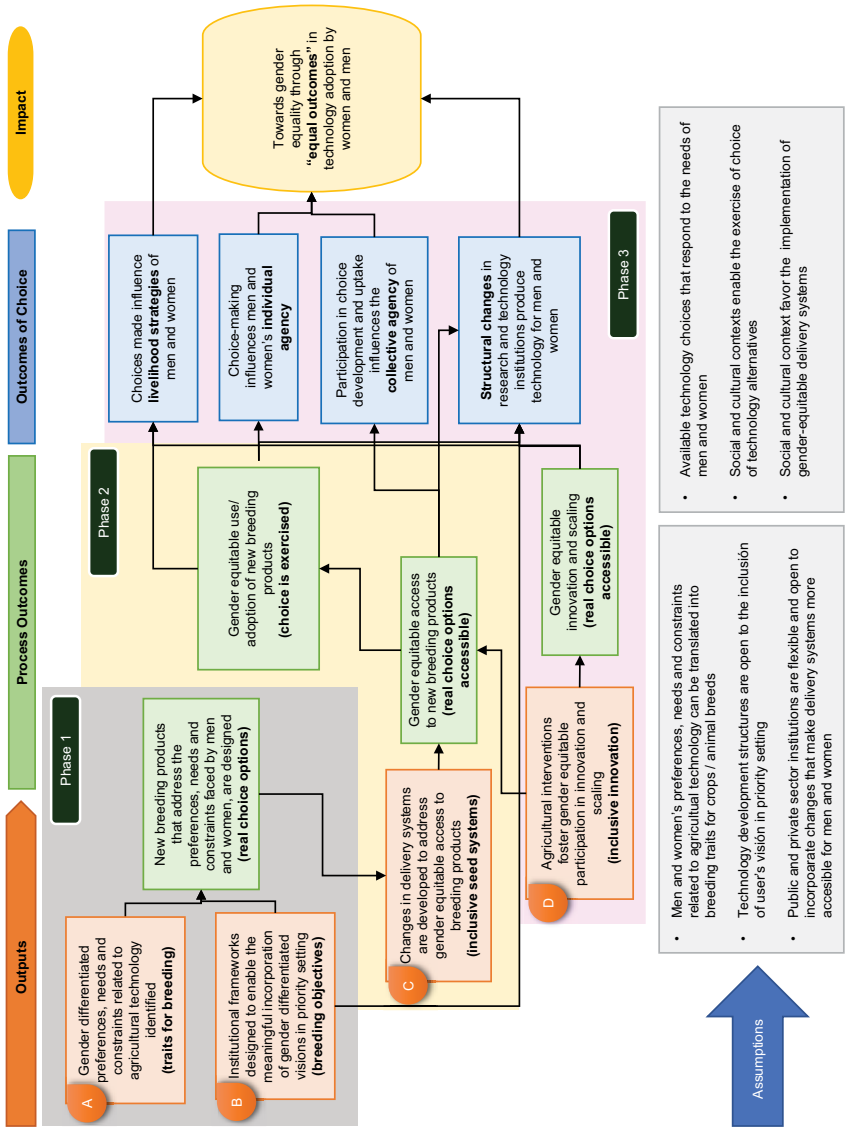 Outputs
Process Outcomes
Outcomes of Choice
Impact
Phase 1
A
Gender differentiated
preferences, needs and
constraints related to
agricultural technology
identified
(traits for breeding)
B
Institutional frameworks
designed to enable the
meaningful incorporation
of gender differentiated
visions in priority setting
(breeding objectives)
New breeding products
that address the
preferences, needs and
constraints faced by men
and women, are designed
(real choice options)
Phase 2
C
Changes in delivery systems
are developed to address
gender equitable access to
breeding products
(inclusive seed systems)
Gender equitable use/
adoption of new breeding
products
(choice is exercised)
Gender equitable access
to new breeding products
(real choice options
accessible)
Phase 3
D
Agricultural interventions
foster gender equitable
participation in innovation and
scaling
(inclusive innovation)
Gender equitable
innovation and scaling
(real choice options
accessible)
Choices made influence
livelihood strategies of
men and women
Choice-making
influences men and
women's individual
agency
Participation in choice
development and uptake
influences the
collective agency of
men and women
Structural changes in
research and technology
institutions produce
technology for men and
women
Towards gender
equality through
"equal outcomes" in
technology adoption by
women and men
Assumptions
• Men and women's preferences, needs and constraints
related to agricultural technology can be translated into
breeding traits for crops / animal breeds
• Technology development structures are open to the inclusion
of user's visión in priority setting
• Public and private sector institutions are flexible and open to
incorpoarate changes that make delivery systems more
accesible for men and women
• Available technology choices that respond to the needs of
men and women
• Social and cultural contexts enable the exercise of choice
of technology alternatives
• Social and cultural context favor the implementation of
gender-equitable delivery systems